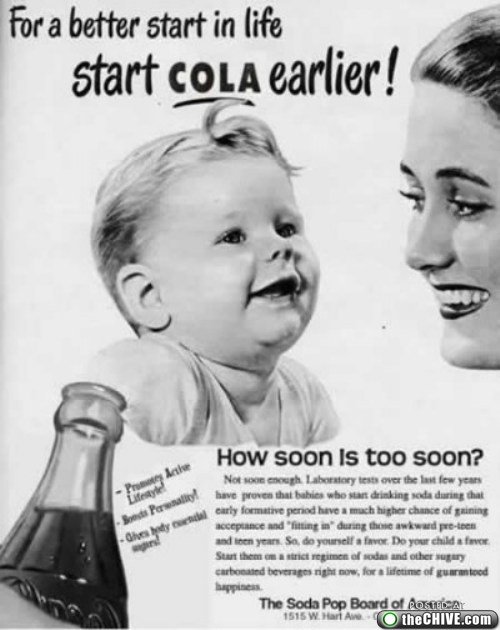 For a better start in life
start COLA earlier!
How soon is too soon?
Not soon enough. Laboratory tests over the last few years
have proven that babies who start drinking soda during that
early formative period have a much higher chance of gaining
acceptance and "fitting in" during those awkward pre-teen
and teen years. So, do yourself a favor. Do your child a favor.
Start them on a strict regimen of sodas and other sugary
carbonated beverages right now, for a lifetime of guaranteed
happiness.
- Promotes Active
Lifestyle!
- Boosts Personality!
- Gives body essential
sugars!
The Soda Pop Board of America
1515 W. Hart Ave. -
POSTED AT
theCHIVE.com